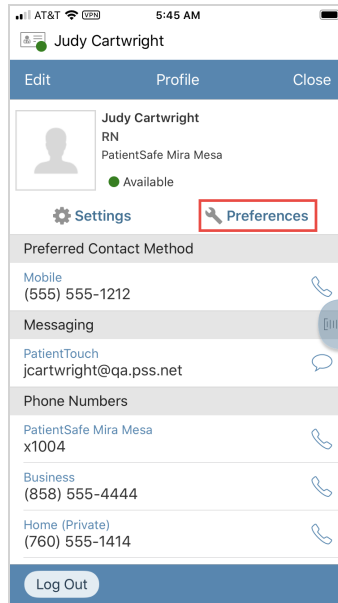 AT&T VPN 5:45 AM
Judy Cartwright
Edit Profile Close
Judy Cartwright
RN
PatientSafe Mira Mesa
Available
Settings Preferences
Preferred Contact Method
Mobile
(555) 555-1212
Messaging
PatientTouch
jcartwright@qa.pss.net
Phone Numbers
PatientSafe Mira Mesa
x1004
Business
(858) 555-4444
Home (Private)
(760) 555-1414
Log Out